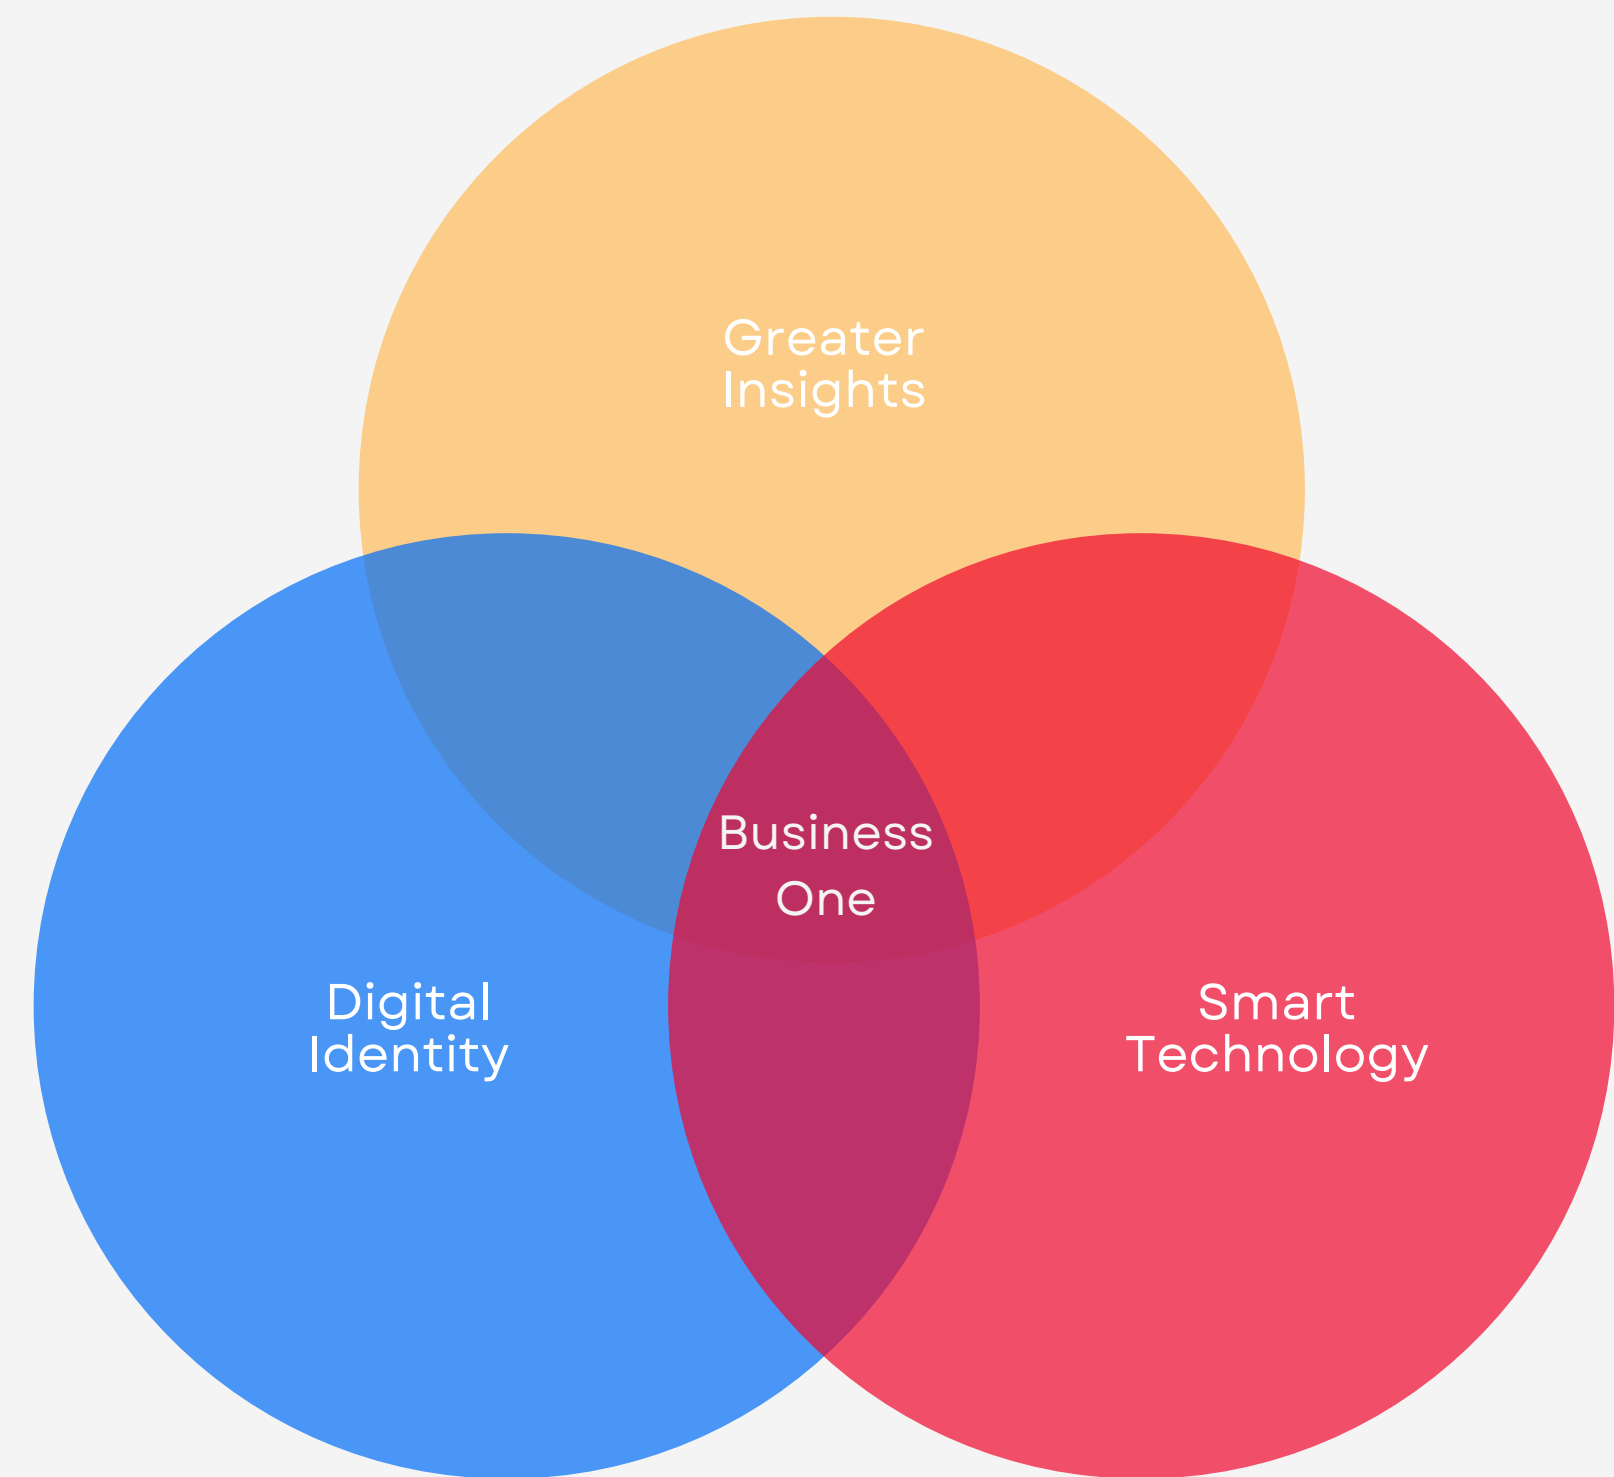 Greater
Insights
Business
One
Digital
Identity
Smart
Technology